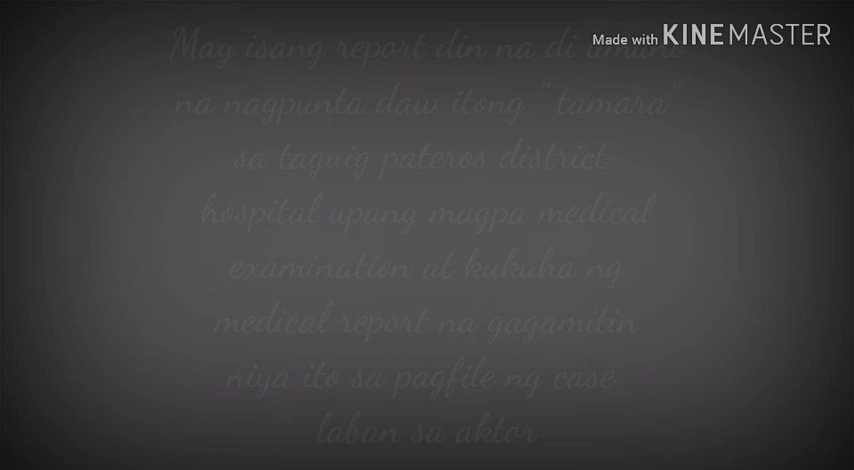 Made with KINEMASTER
May isang report din na di umano
na nagpunta daw itong "tamara"
sa taguig pateros district
hospital upang magpa medical
examination at kukuha ng
medical report na gagamitin
niya ito sa pagfile ng case
laban sa aktor